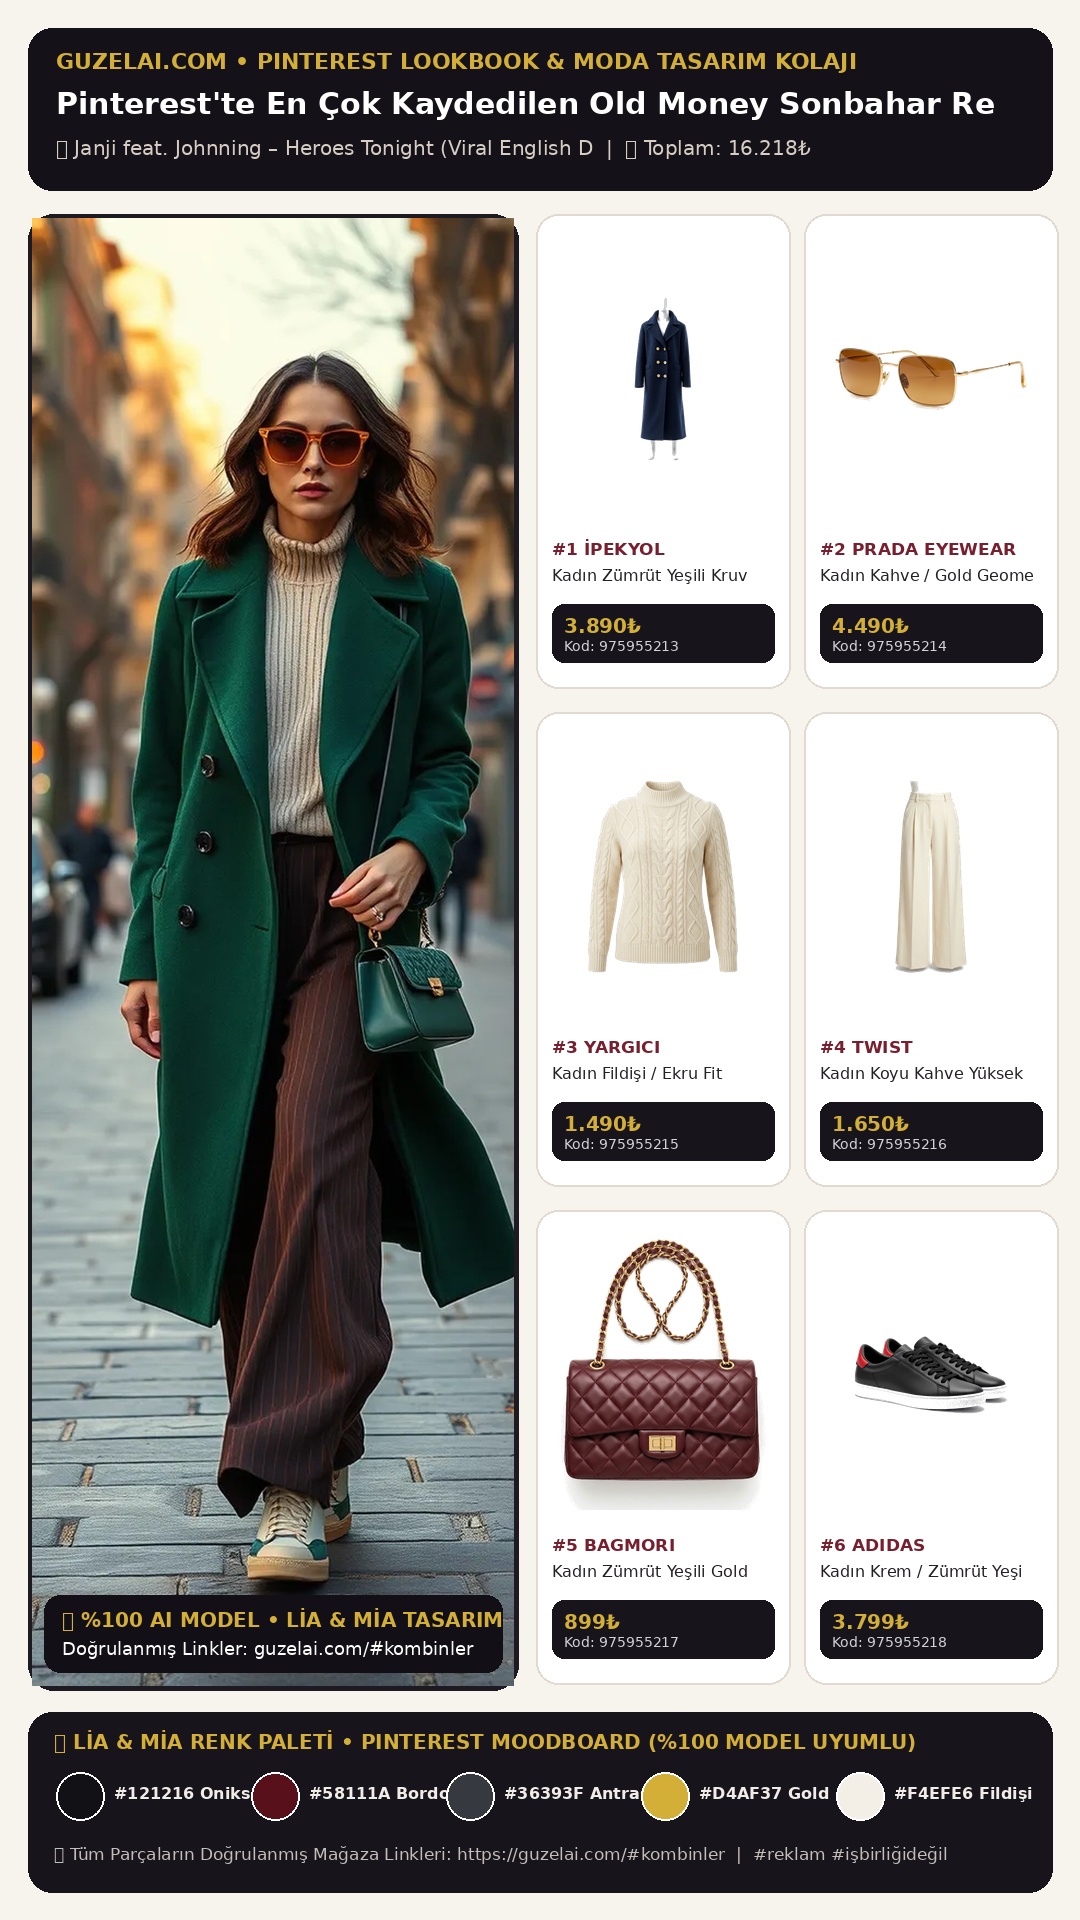 GUZELAI.COM • PINTEREST LOOKBOOK & MODA TASARIM KOLAJI
Pinterest'te En Çok Kaydedilen Old Money Sonbahar Re
Janji feat. Johnning – Heroes Tonight (Viral English D | Toplam: 16.218₺
#1 İPEKYOL
Kadın Zümrüt Yeşili Kruv
3.890₺
Kod: 975955213
#2 PRADA EYEWEAR
Kadın Kahve / Gold Geome
4.490₺
Kod: 975955214
#3 YARGICI
Kadın Fildişi / Ekru Fit
1.490₺
Kod: 975955215
#4 TWIST
Kadın Koyu Kahve Yüksek
1.650₺
Kod: 975955216
#5 BAGMORI
Kadın Zümrüt Yeşili Gold
899₺
Kod: 975955217
#6 ADIDAS
Kadın Krem / Zümrüt Yeşi
3.799₺
Kod: 975955218
%100 AI MODEL • LİA & MİA TASARIM
Doğrulanmış Linkler: guzelai.com/#kombinler
LİA & MİA RENK PALETİ • PINTEREST MOODBOARD (%100 MODEL UYUMLU)
#121216 Oniks #58111A Bordo #36393F Antra #D4AF37 Gold #F4EFE6 Fildişi
Tüm Parçaların Doğrulanmış Mağaza Linkleri: https://guzelai.com/#kombinler | #reklam #işbirliğideğil